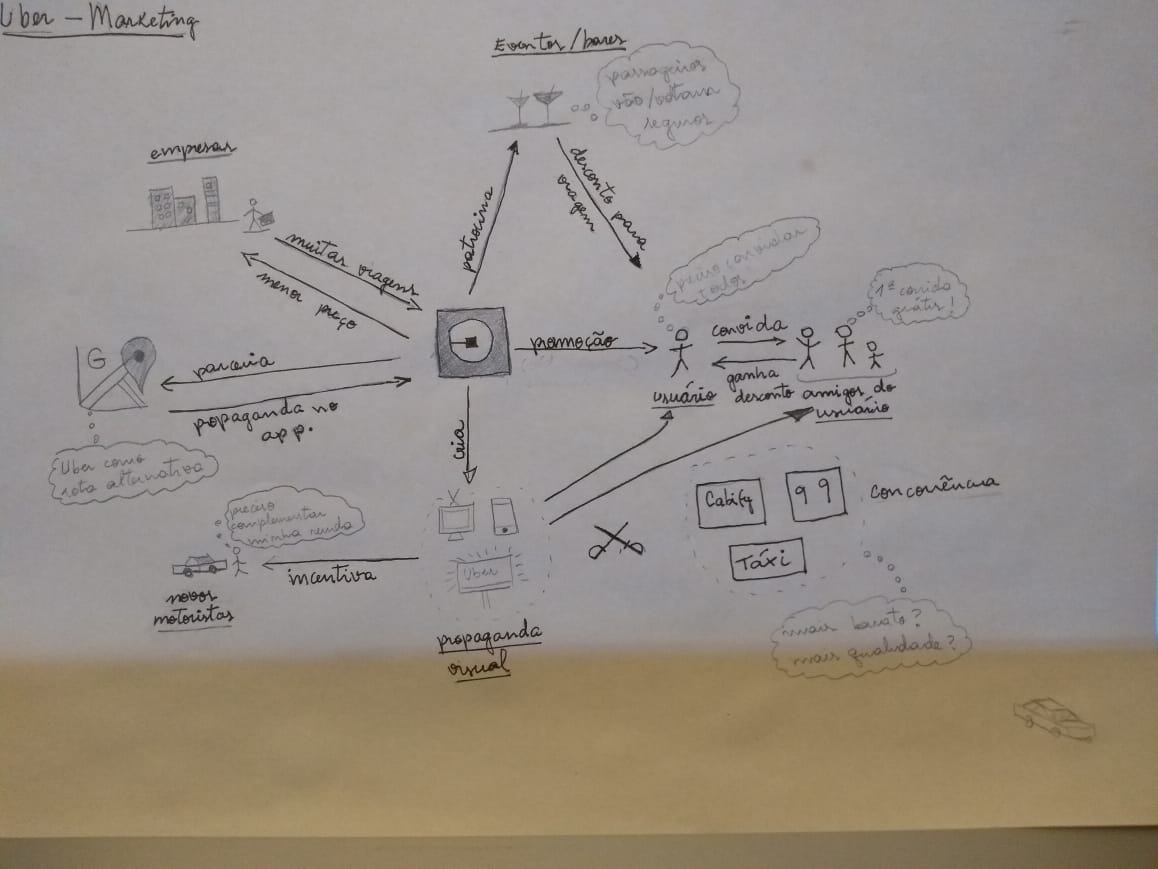 Uber - Marketing
Eventos/bares
passageiros
vão/voltam
seguros
empresas
patrocina
desconto para
viagem
muitas viagens
menor preço
preciso convidar
todos
1ª corrida
grátis!
G
parceria
propaganda no
app.
promoção
convida
ganha
desconto
usuário
amigos do
usuário
Uber como
rota alternativa
cria
preciso
complementar
minha renda
incentiva
novos
motoristas
Uber
propaganda
visual
Cabify
99
Táxi
Concorrência
mais barato?
mais qualidade?